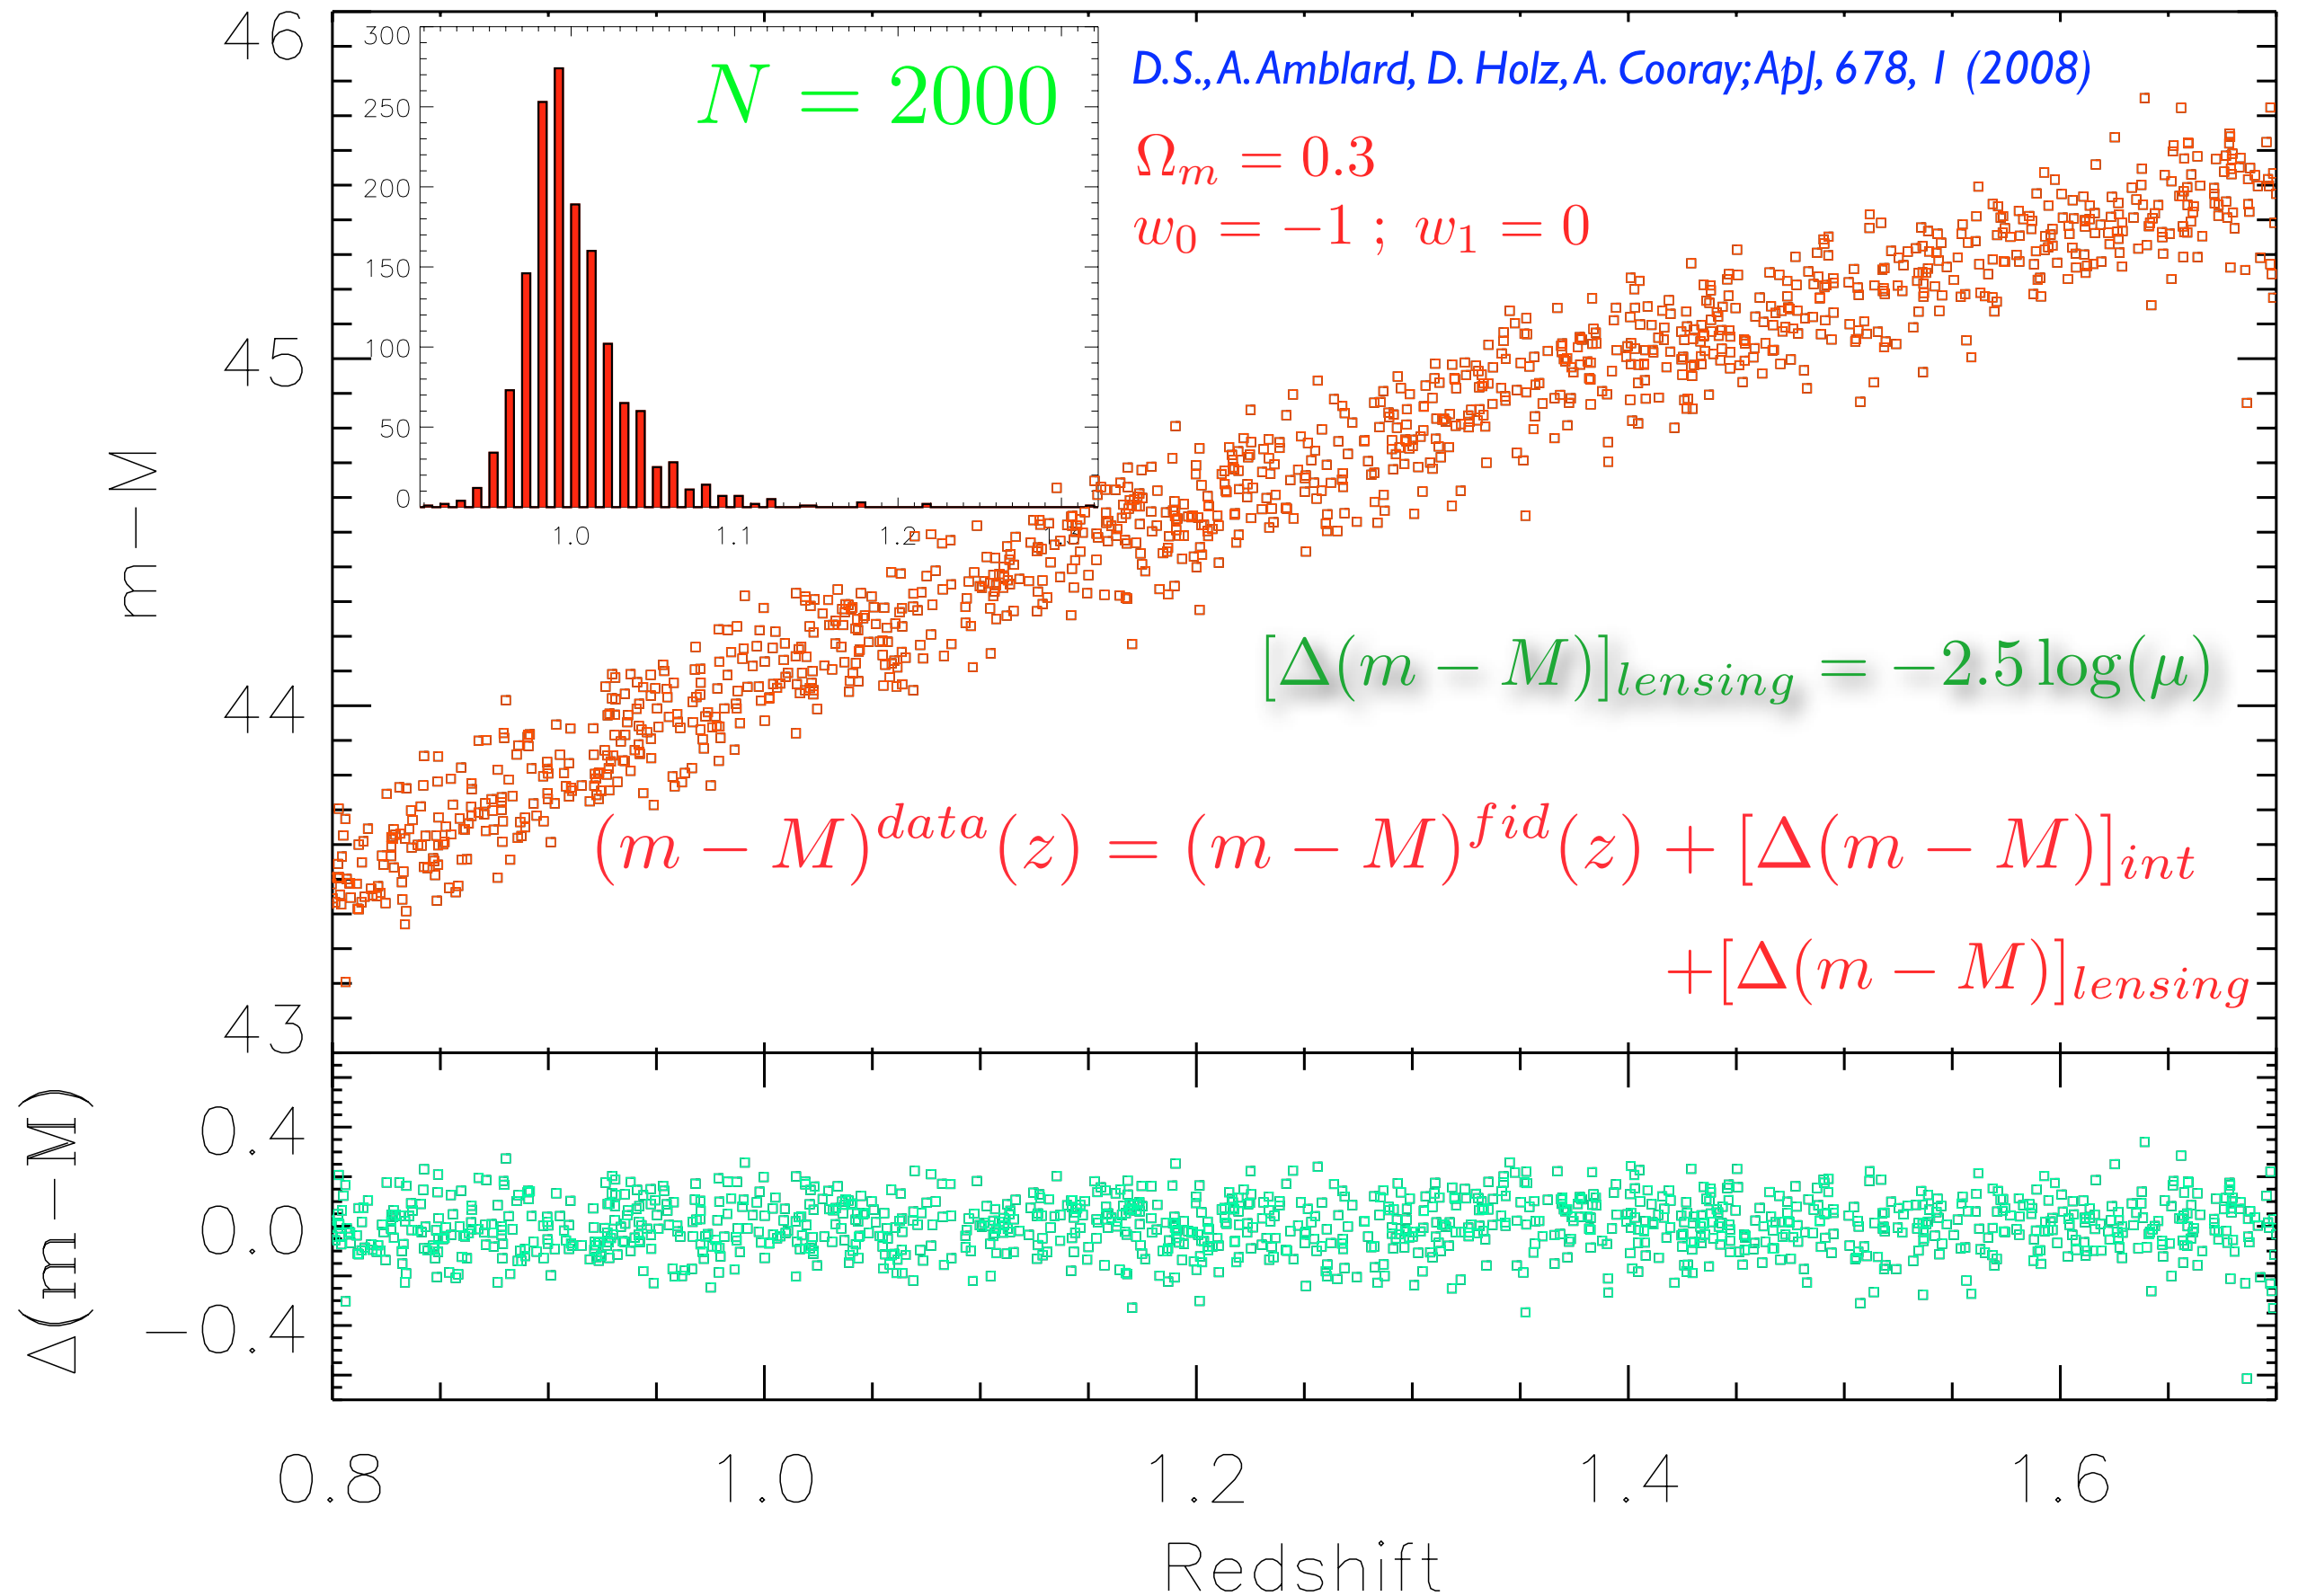 46
45
44
43
m−M
300
250
200
150
100
50
0
1.0
1.1
1.2
1.3
N = 2000
D.S., A. Amblard, D. Holz, A. Cooray; ApJ, 678, 1 (2008)
Ωₘ = 0.3
w₀ = −1 ; w₁ = 0
[Δ(m − M)]lensing = −2.5 log(μ)
(m − M)^data(z) = (m − M)^fid(z) + [Δ(m − M)]int
+[Δ(m − M)]lensing
Δ(m−M)
0.4
0.0
−0.4
0.8
1.0
1.2
1.4
1.6
Redshift